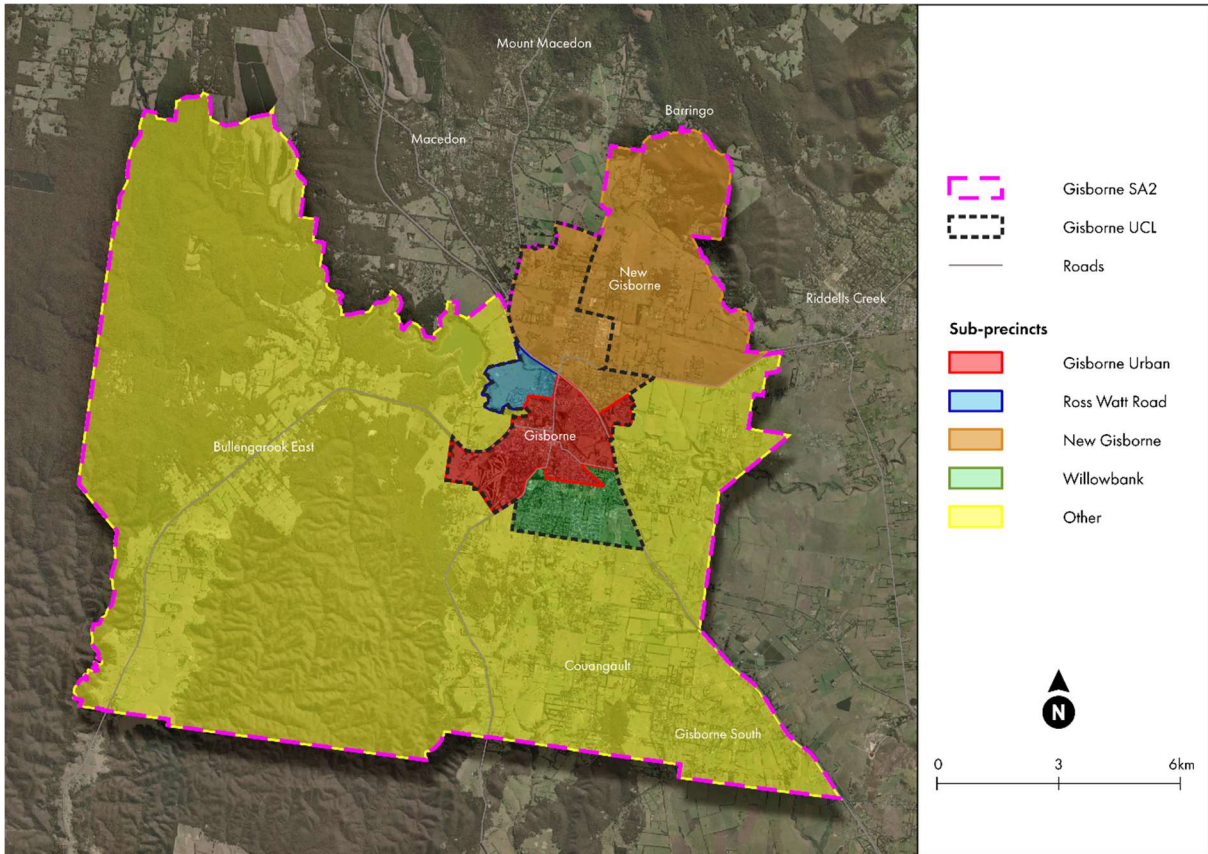 Mount Macedon
Barringo
Macedon
New
Gisborne
Riddells Creek
Gisborne
Bullengarook East
Couangault
Gisborne South
Gisborne SA2
Gisborne UCL
Roads
Sub-precincts
Gisborne Urban
Ross Watt Road
New Gisborne
Willowbank
Other
N
0 3 6km